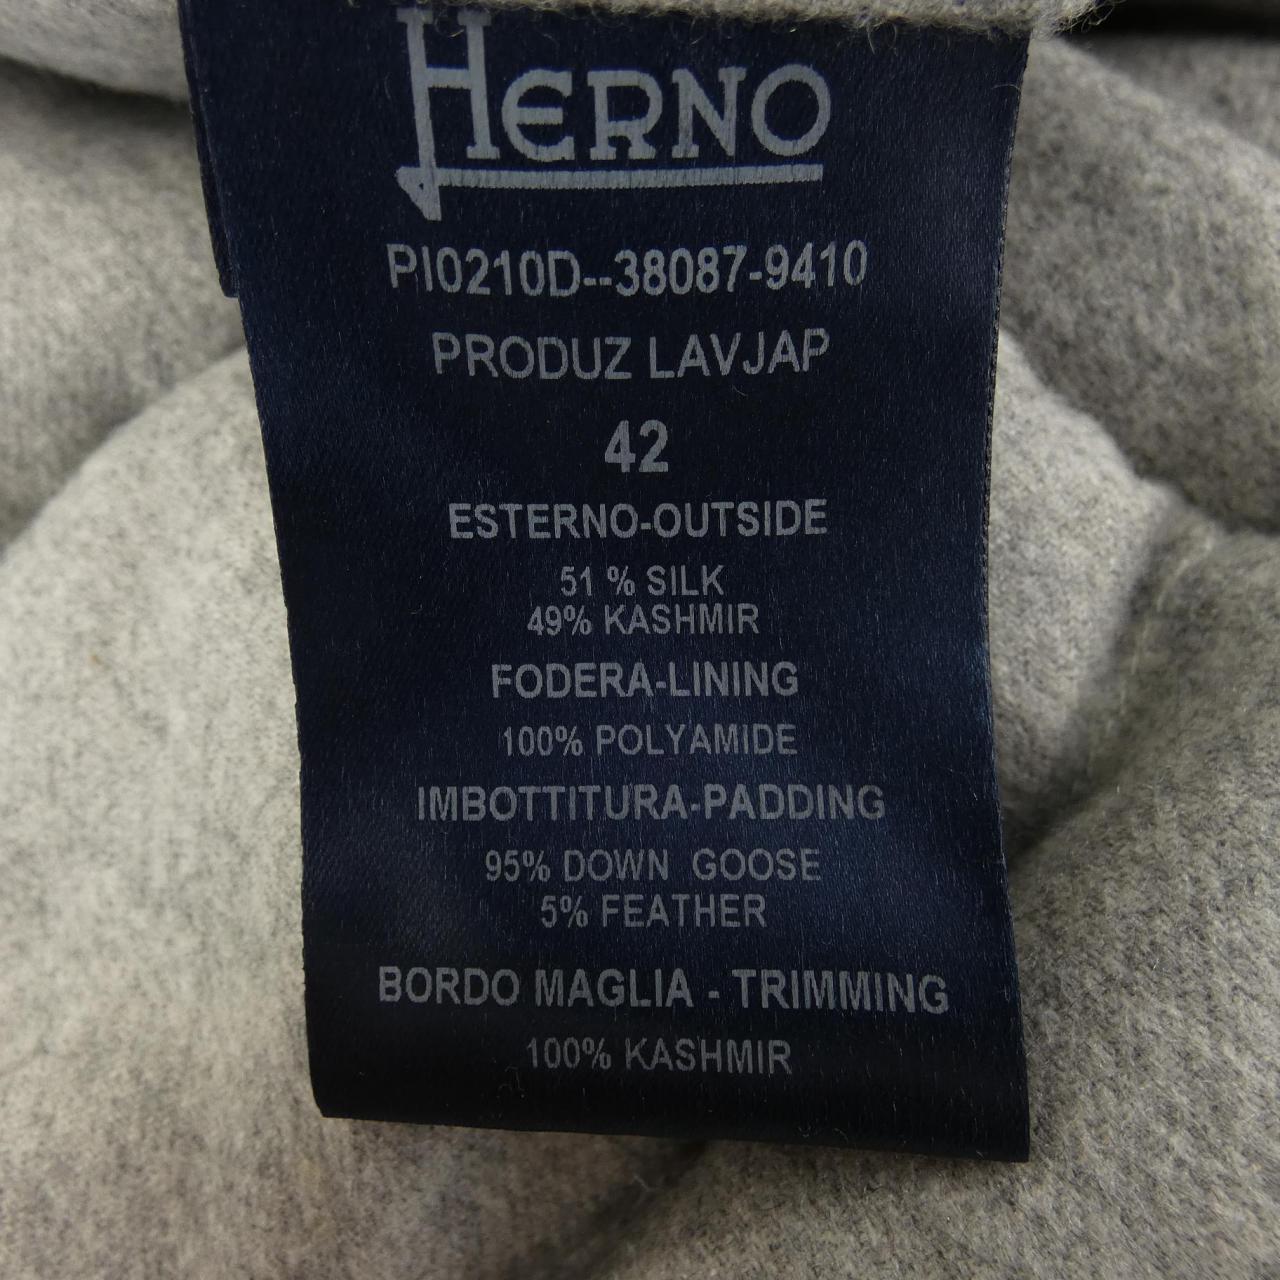 HERNO
PI0210D--38087-9410
PRODUZ LAVJAP
42
ESTERNO-OUTSIDE
51 % SILK
49% KASHMIR
FODERA-LINING
100% POLYAMIDE
IMBOTTITURA-PADDING
95% DOWN GOOSE
5% FEATHER
BORDO MAGLIA - TRIMMING
100% KASHMIR